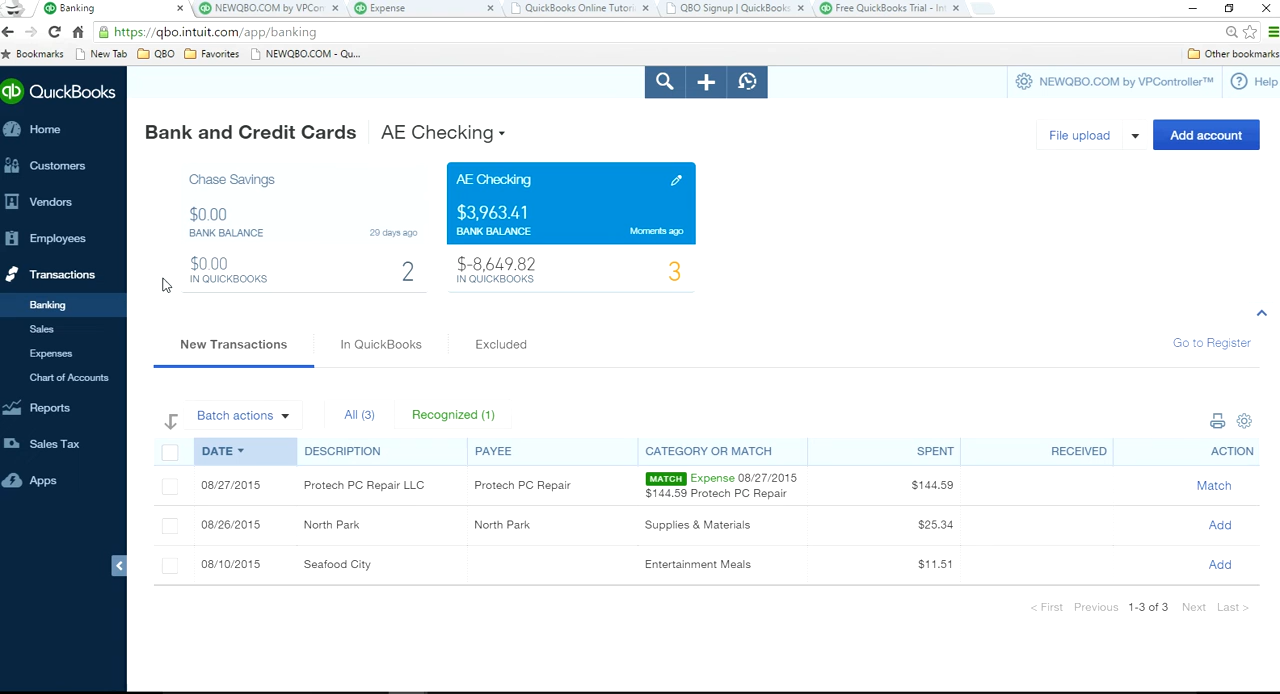 Banking
NEWQBO.COM by VPCon
Expense
QuickBooks Online Tutori
QBO Signup | QuickBooks
Free QuickBooks Trial - In
https://qbo.intuit.com/app/banking
Bookmarks New Tab QBO Favorites NEWQBO.COM - Qu... Other bookmarks
qb QuickBooks
NEWQBO.COM by VPController™ ? Help
Home
Customers
Vendors
Employees
Transactions
Banking
Sales
Expenses
Chart of Accounts
Reports
Sales Tax
Apps
Bank and Credit Cards AE Checking
File upload Add account
Chase Savings
$0.00
BANK BALANCE 29 days ago
$0.00 2
IN QUICKBOOKS
AE Checking
$3,963.41
BANK BALANCE Moments ago
$-8,649.82 3
IN QUICKBOOKS
New Transactions In QuickBooks Excluded Go to Register
Batch actions All (3) Recognized (1)
DATE DESCRIPTION PAYEE CATEGORY OR MATCH SPENT RECEIVED ACTION
08/27/2015 Protech PC Repair LLC Protech PC Repair MATCH Expense 08/27/2015 $144.59 Match
$144.59 Protech PC Repair
08/26/2015 North Park North Park Supplies & Materials $25.34 Add
08/10/2015 Seafood City Entertainment Meals $11.51 Add
< First Previous 1-3 of 3 Next Last >